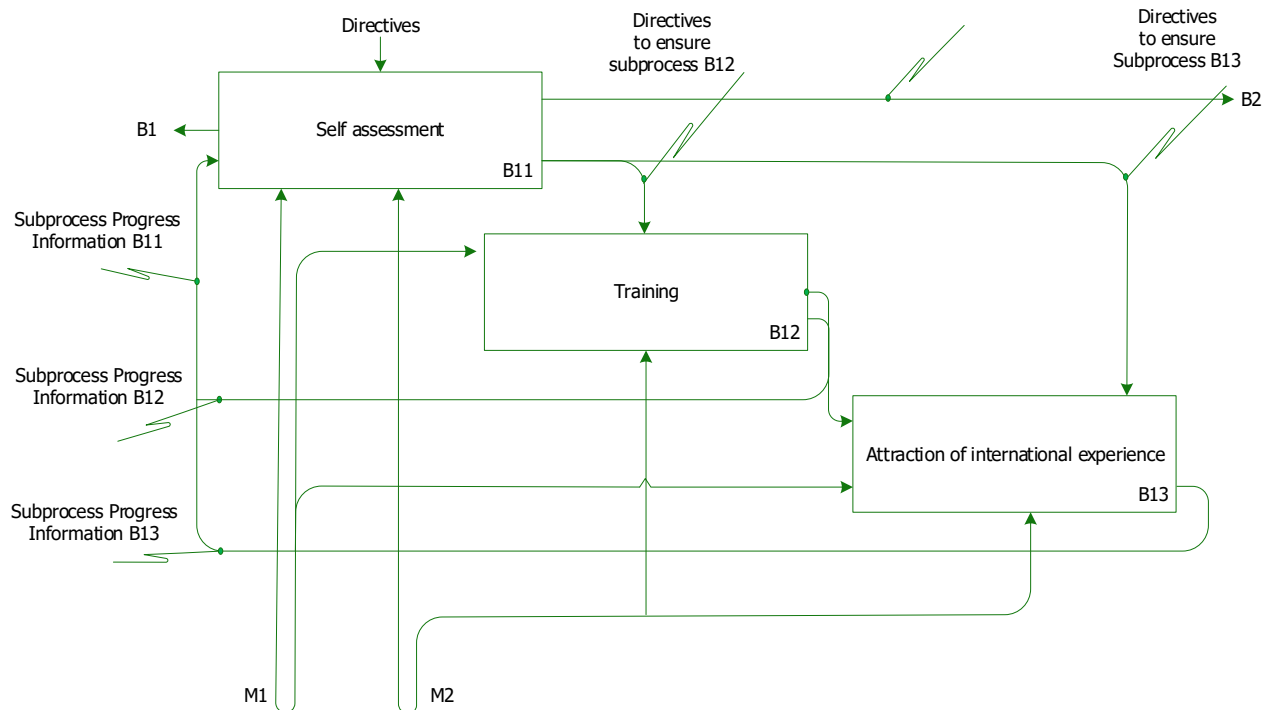 Directives
Directives
to ensure
subprocess B12
Directives
to ensure
Subprocess B13
B2
B1
Self assessment
B11
Subprocess Progress
Information B11
Training
B12
Subprocess Progress
Information B12
Attraction of international experience
B13
Subprocess Progress
Information B13
M1
M2